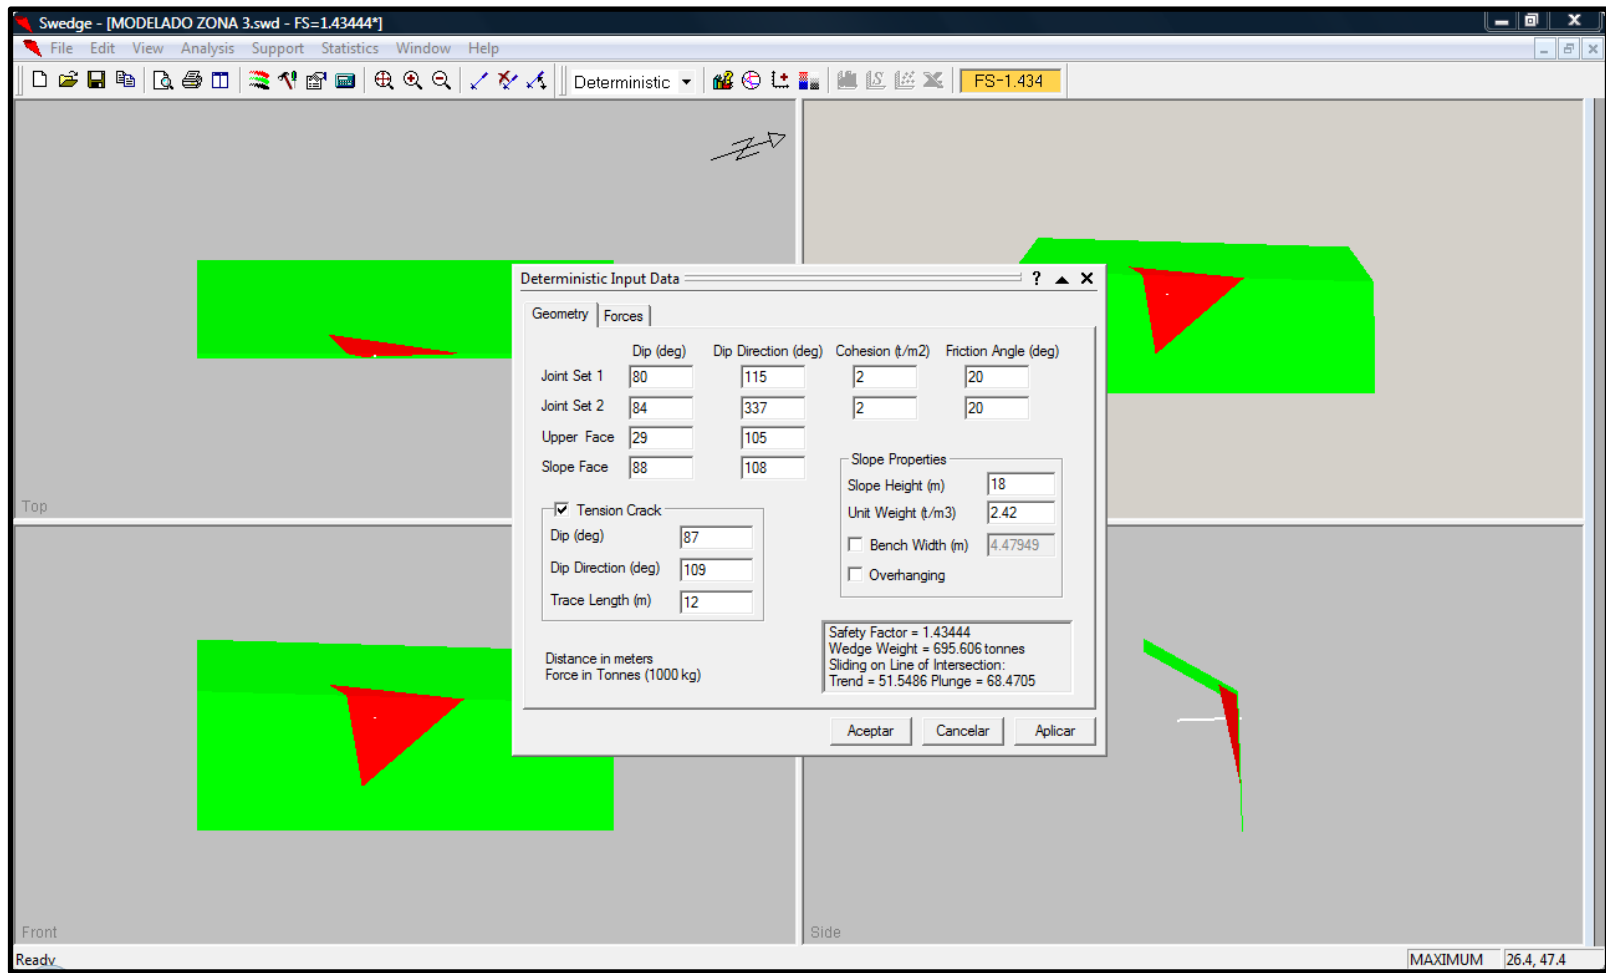 Swedge - [MODELADO ZONA 3.swd - FS=1.43444*]
File Edit View Analysis Support Statistics Window Help
Deterministic FS=1.434
Top
Deterministic Input Data
Geometry Forces
Dip (deg) Dip Direction (deg) Cohesion (t/m2) Friction Angle (deg)
Joint Set 1 80 115 2 20
Joint Set 2 84 337 2 20
Upper Face 29 105
Slope Face 88 108
Slope Properties
Slope Height (m) 18
Unit Weight (t/m3) 2.42
Bench Width (m) 4.47949
Overhanging
Tension Crack
Dip (deg) 87
Dip Direction (deg) 109
Trace Length (m) 12
Distance in meters
Force in Tonnes (1000 kg)
Safety Factor = 1.43444
Wedge Weight = 695.606 tonnes
Sliding on Line of Intersection:
Trend = 51.5486 Plunge = 68.4705
Aceptar Cancelar Aplicar
Front
Side
Ready
MAXIMUM 26.4, 47.4